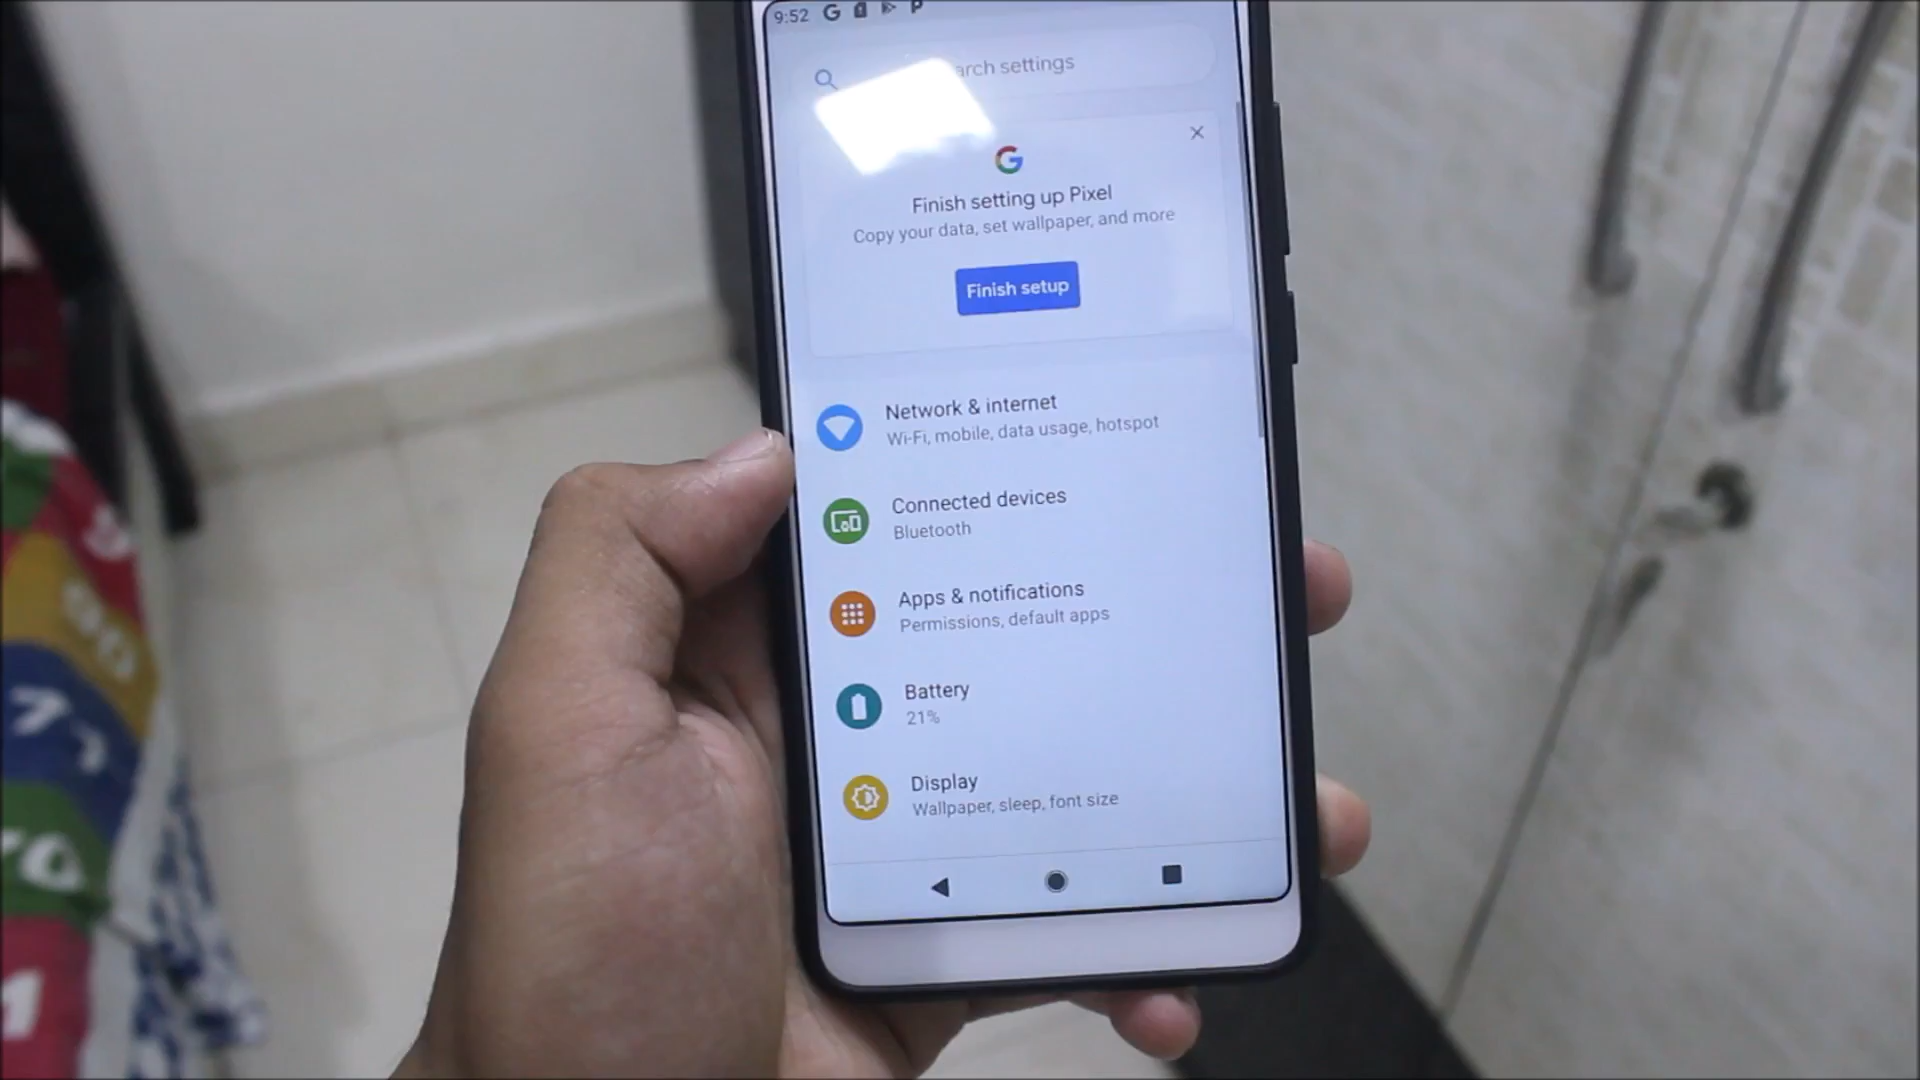 9:52
arch settings
Finish setting up Pixel
Copy your data, set wallpaper, and more
Finish setup
Network & internet
Wi-Fi, mobile, data usage, hotspot
Connected devices
Bluetooth
Apps & notifications
Permissions, default apps
Battery
21%
Display
Wallpaper, sleep, font size